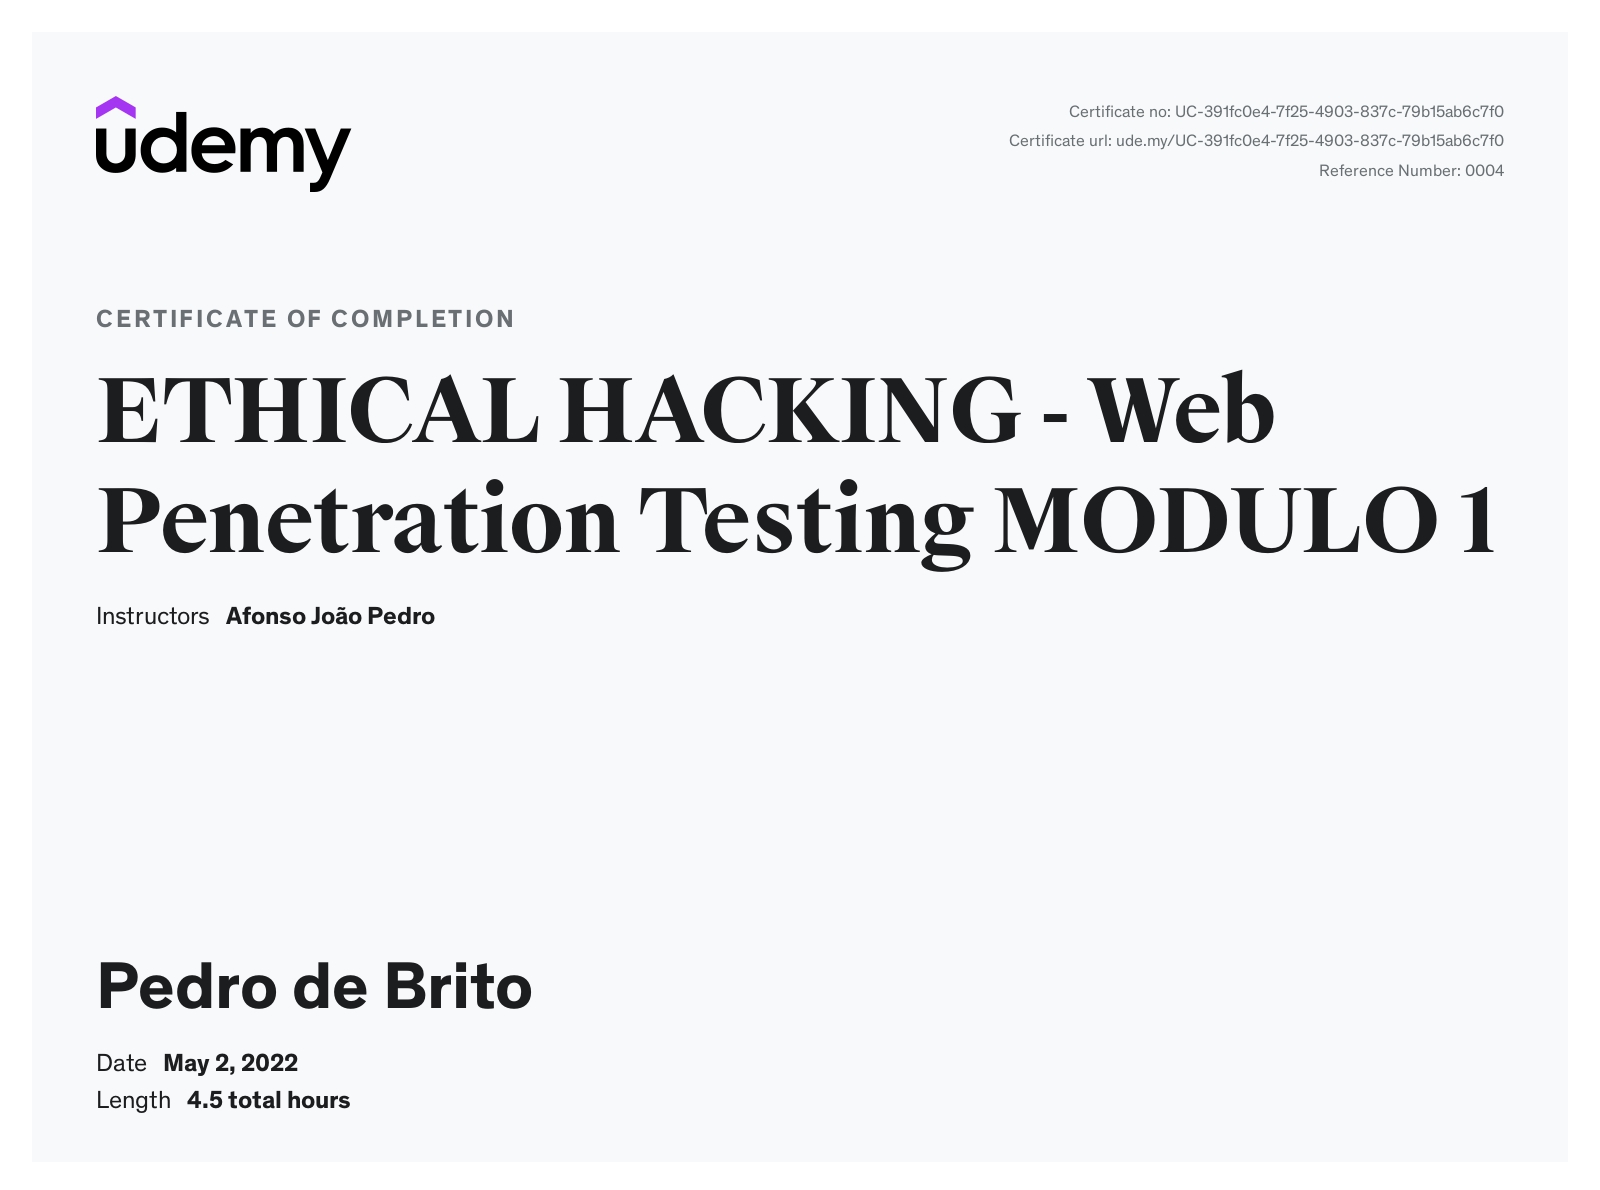 udemy
Certificate no: UC-391fc0e4-7f25-4903-837c-79b15ab6c7f0
Certificate url: ude.my/UC-391fc0e4-7f25-4903-837c-79b15ab6c7f0
Reference Number: 0004
CERTIFICATE OF COMPLETION
ETHICAL HACKING - Web
Penetration Testing MODULO 1
Instructors Afonso João Pedro
Pedro de Brito
Date May 2, 2022
Length 4.5 total hours